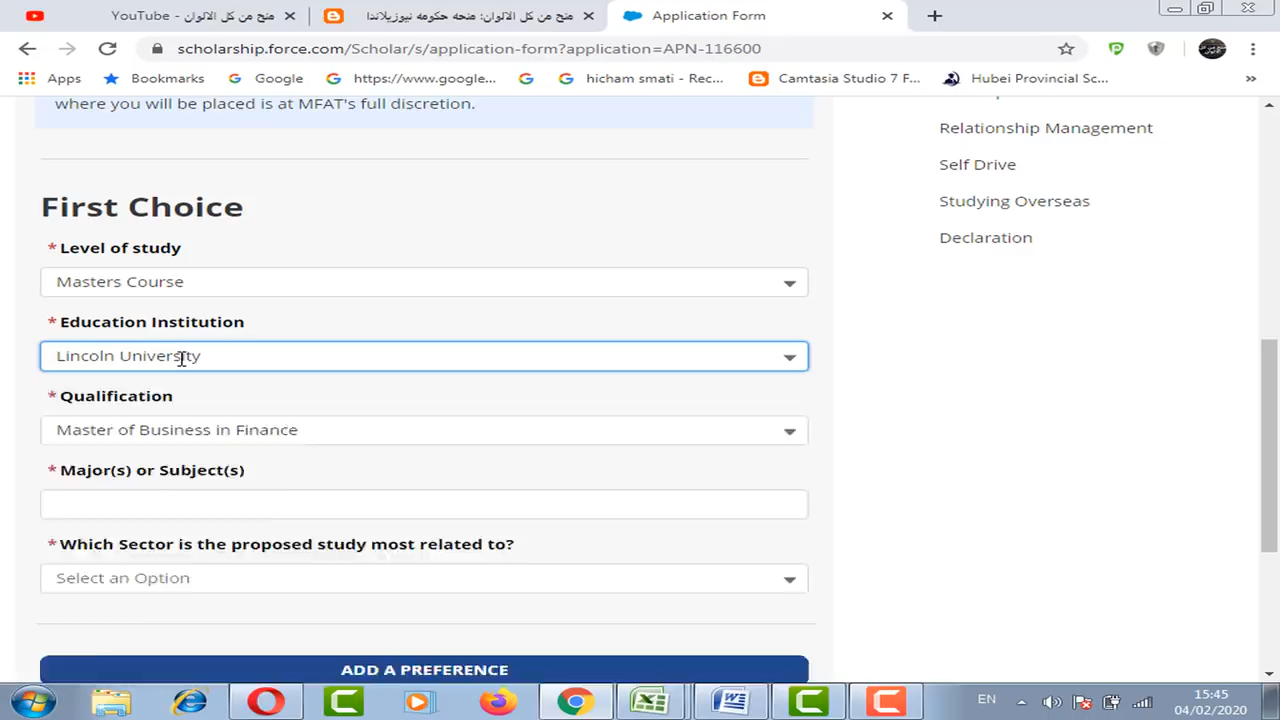 YouTube - منح من كل الالوان
منح من كل الالوان: منحه حكومه نيوزيلاندا
Application Form
scholarship.force.com/Scholar/s/application-form?application=APN-116600
Apps
Bookmarks
Google
https://www.google...
hicham smati - Rec...
Camtasia Studio 7 F...
Hubei Provincial Sc...
»
where you will be placed is at MFAT's full discretion.
Relationship Management
Self Drive
Studying Overseas
Declaration
First Choice
*Level of study
Masters Course
*Education Institution
Lincoln University
*Qualification
Master of Business in Finance
*Major(s) or Subject(s)
*Which Sector is the proposed study most related to?
Select an Option
ADD A PREFERENCE
EN
15:45
04/02/2020